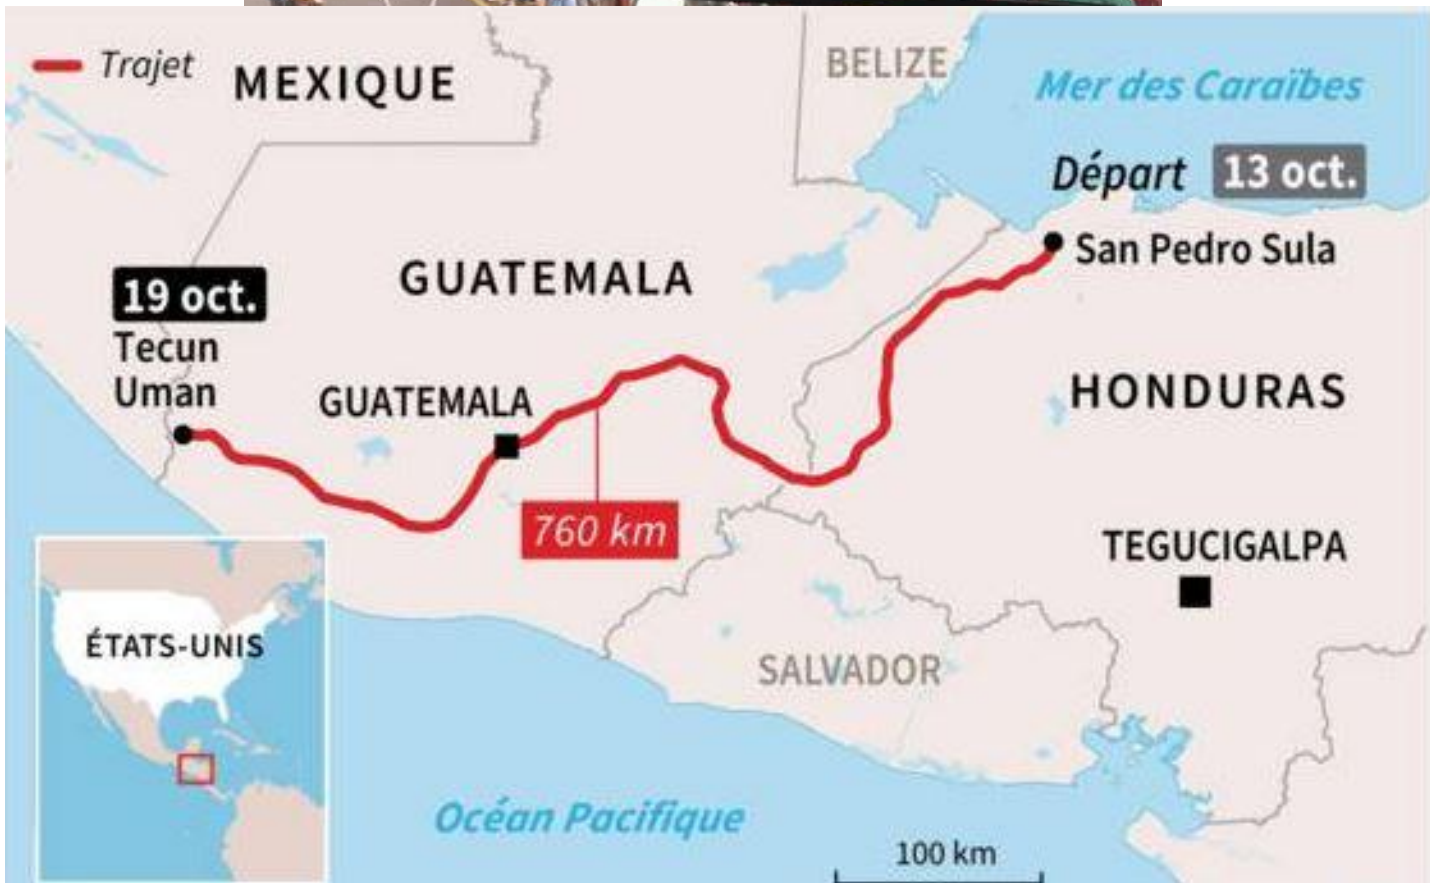 Trajet
MEXIQUE
BELIZE
Mer des Caraïbes
Départ 13 oct.
San Pedro Sula
GUATEMALA
19 oct.
Tecun
Uman
GUATEMALA
HONDURAS
760 km
TEGUCIGALPA
ÉTATS-UNIS
SALVADOR
Océan Pacifique
100 km